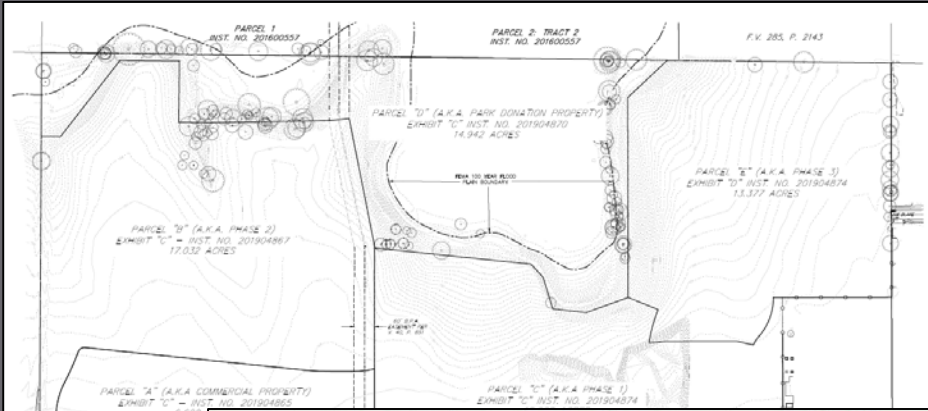 PARCEL 1
INST. NO. 201600557
PARCEL 2: TRACT 2
INST. NO. 201600557
F.V. 285, P. 2143
PARCEL "D" (A.K.A. PARK DONATION PROPERTY)
EXHIBIT "C" INST. NO. 201904870
14.942 ACRES
FEMA 100 YEAR FLOOD
PLAIN BOUNDARY
PARCEL "E" (A.K.A. PHASE 3)
EXHIBIT "D" INST. NO. 201904874
13.377 ACRES
PARCEL "B" (A.K.A. PHASE 2)
EXHIBIT "C" - INST. NO. 201904867
17.032 ACRES
PARCEL "A" (A.K.A COMMERCIAL PROPERTY)
EXHIBIT "C" - INST. NO. 201904865
PARCEL "C" (A.K.A. PHASE 1)
EXHIBIT "C" INST. NO. 201904874